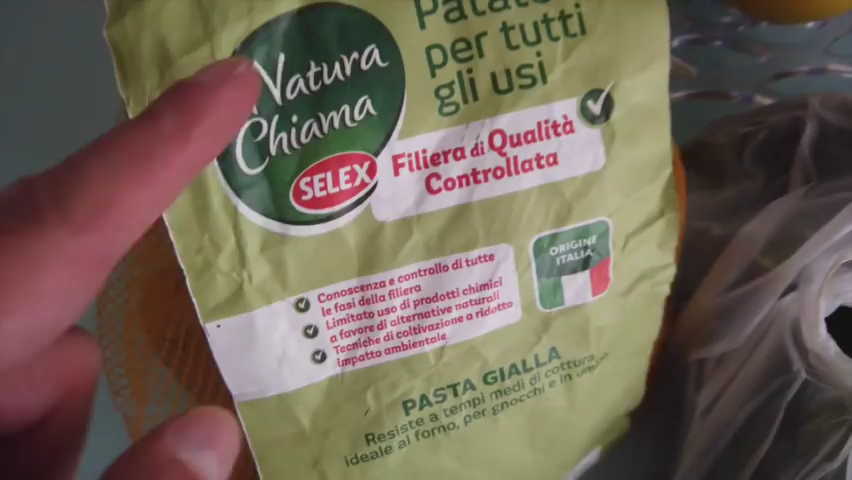 per tutti
gli usi
Natura
Chiama
SELEX
Filiera di Qualità
Controllata
ORIGINE
ITALIA
Conoscenza e controllo di tutte
le fasi della filiera
Limitato uso di prodotti chimici
a favore di alternative naturali
Tecniche di coltivazione a ridotto
impatto ambientale
PASTA GIALLA
Resiste a tempi medi di cottura
ideale al forno, per gnocchi e in